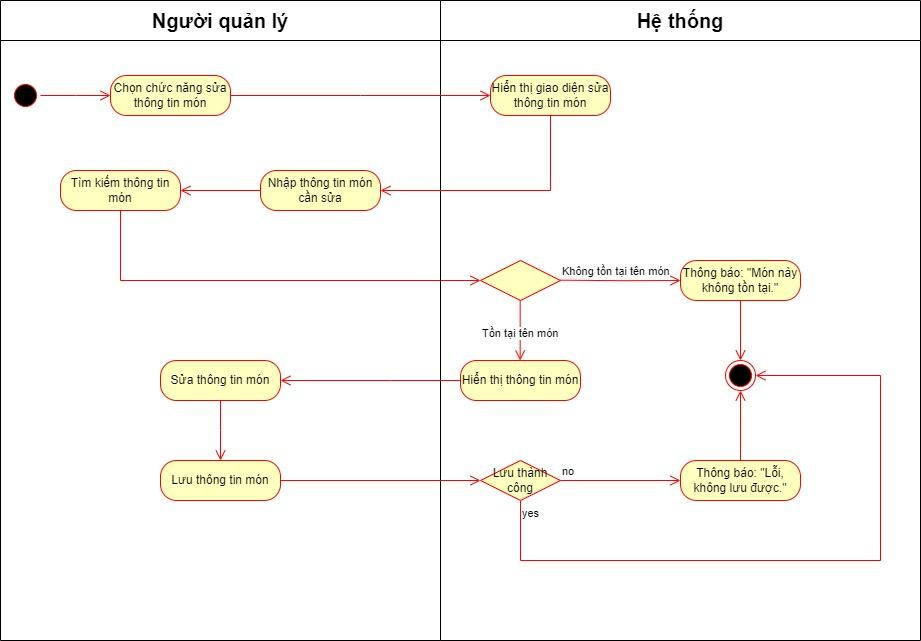 Người quản lý
Hệ thống
Chọn chức năng sửa
thông tin món
Hiển thị giao diện sửa
thông tin món
Tìm kiếm thông tin
món
Nhập thông tin món
cần sửa
Không tồn tại tên món
Thông báo: "Món này
không tồn tại."
Tồn tại tên món
Sửa thông tin món
Hiển thị thông tin món
Lưu thông tin món
Lưu thành
công
no
Thông báo: "Lỗi,
không lưu được."
yes